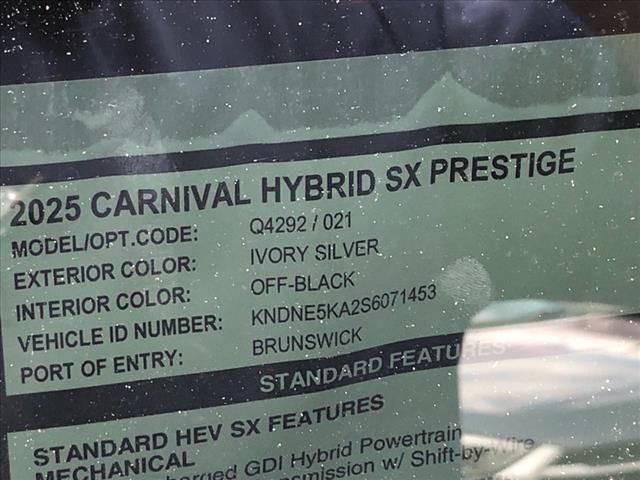 2025 CARNIVAL HYBRID SX PRESTIGE
MODEL/OPT.CODE: Q4292 / 021
EXTERIOR COLOR: IVORY SILVER
INTERIOR COLOR: OFF-BLACK
VEHICLE ID NUMBER: KNDNE5KA2S6071453
PORT OF ENTRY: BRUNSWICK
STANDARD FEATURES
STANDARD HEV SX FEATURES
MECHANICAL
GDI Hybrid Powertrain
w/ Shift-by-Wire